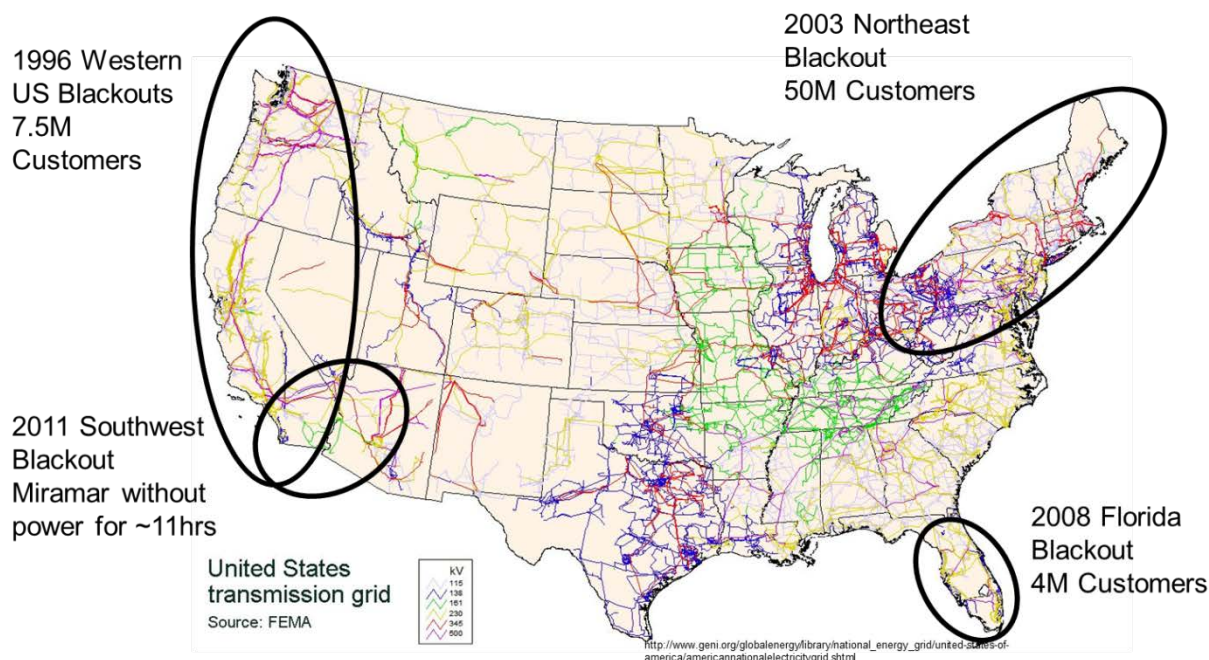 1996 Western
US Blackouts
7.5M
Customers
2003 Northeast
Blackout
50M Customers
2011 Southwest
Blackout
Miramar without
power for ~11hrs
2008 Florida
Blackout
4M Customers
United States
transmission grid
Source: FEMA
kV
115
138
161
230
345
500
http://www.geni.org/globalenergy/library/national_energy_grid/united-states-of-
america/americannationalelectricitygrid.shtml